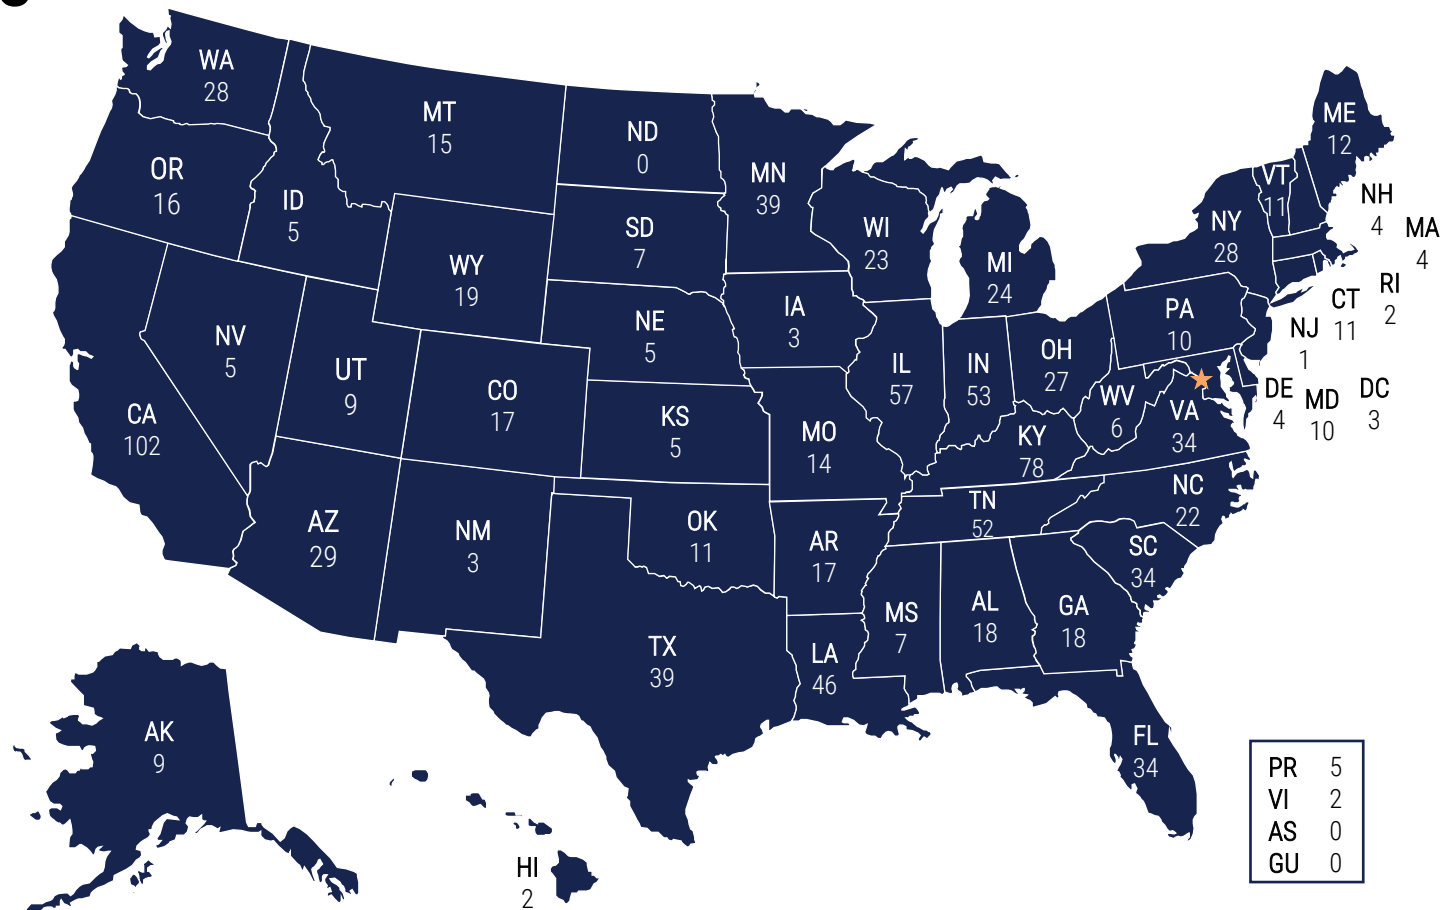 WA
28
OR
16
ID
5
MT
15
ND
0
MN
39
SD
7
WY
19
WI
23
MI
24
NY
28
VT
11
ME
12
NH
4
MA
4
RI
2
CT
11
NJ
1
PA
10
NV
5
UT
9
CO
17
NE
5
IA
3
IL
57
IN
53
OH
27
WV
6
VA
34
DE
4
MD
10
DC
3
CA
102
KS
5
MO
14
KY
78
AZ
29
NM
3
OK
11
AR
17
TN
52
NC
22
SC
34
TX
39
LA
46
MS
7
AL
18
GA
18
FL
34
AK
9
HI
2
PR 5
VI 2
AS 0
GU 0